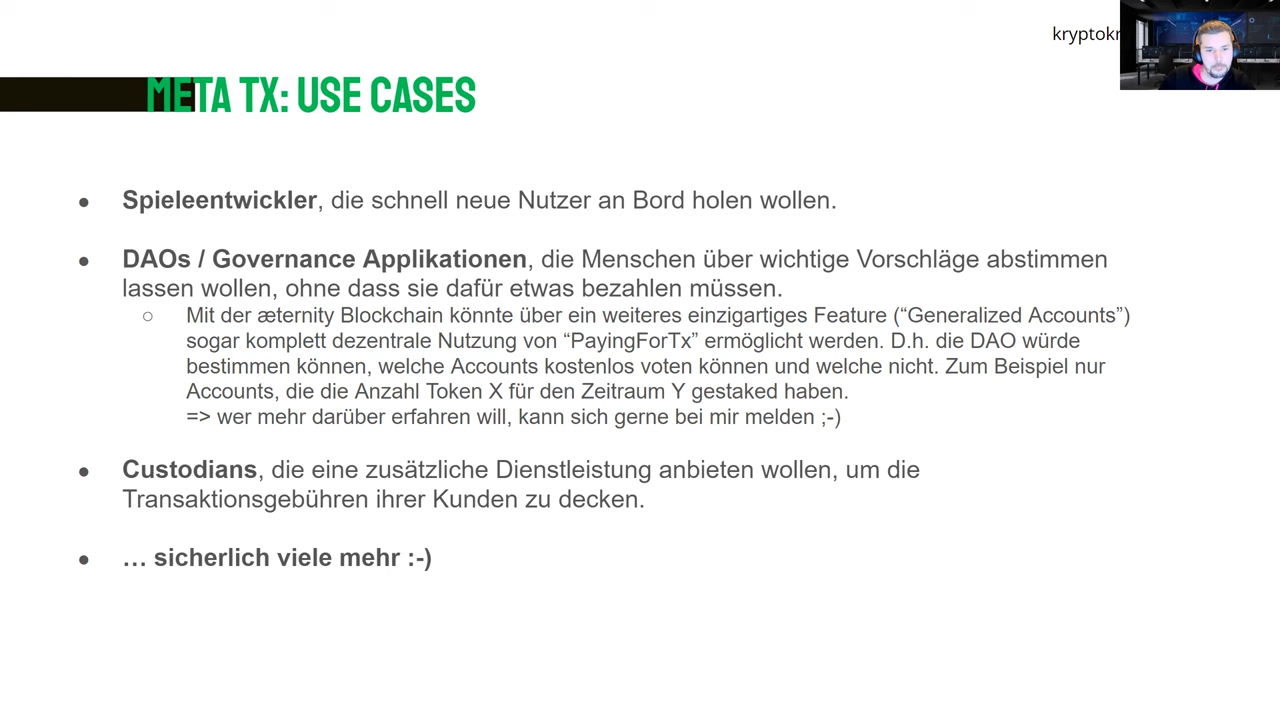 META TX: USE CASES
● Spieleentwickler, die schnell neue Nutzer an Bord holen wollen.
● DAOs / Governance Applikationen, die Menschen über wichtige Vorschläge abstimmen
lassen wollen, ohne dass sie dafür etwas bezahlen müssen.
○ Mit der æternity Blockchain könnte über ein weiteres einzigartiges Feature (“Generalized Accounts”)
sogar komplett dezentrale Nutzung von “PayingForTx” ermöglicht werden. D.h. die DAO würde
bestimmen können, welche Accounts kostenlos voten können und welche nicht. Zum Beispiel nur
Accounts, die die Anzahl Token X für den Zeitraum Y gestaked haben.
=> wer mehr darüber erfahren will, kann sich gerne bei mir melden ;-)
● Custodians, die eine zusätzliche Dienstleistung anbieten wollen, um die
Transaktionsgebühren ihrer Kunden zu decken.
● … sicherlich viele mehr :-)